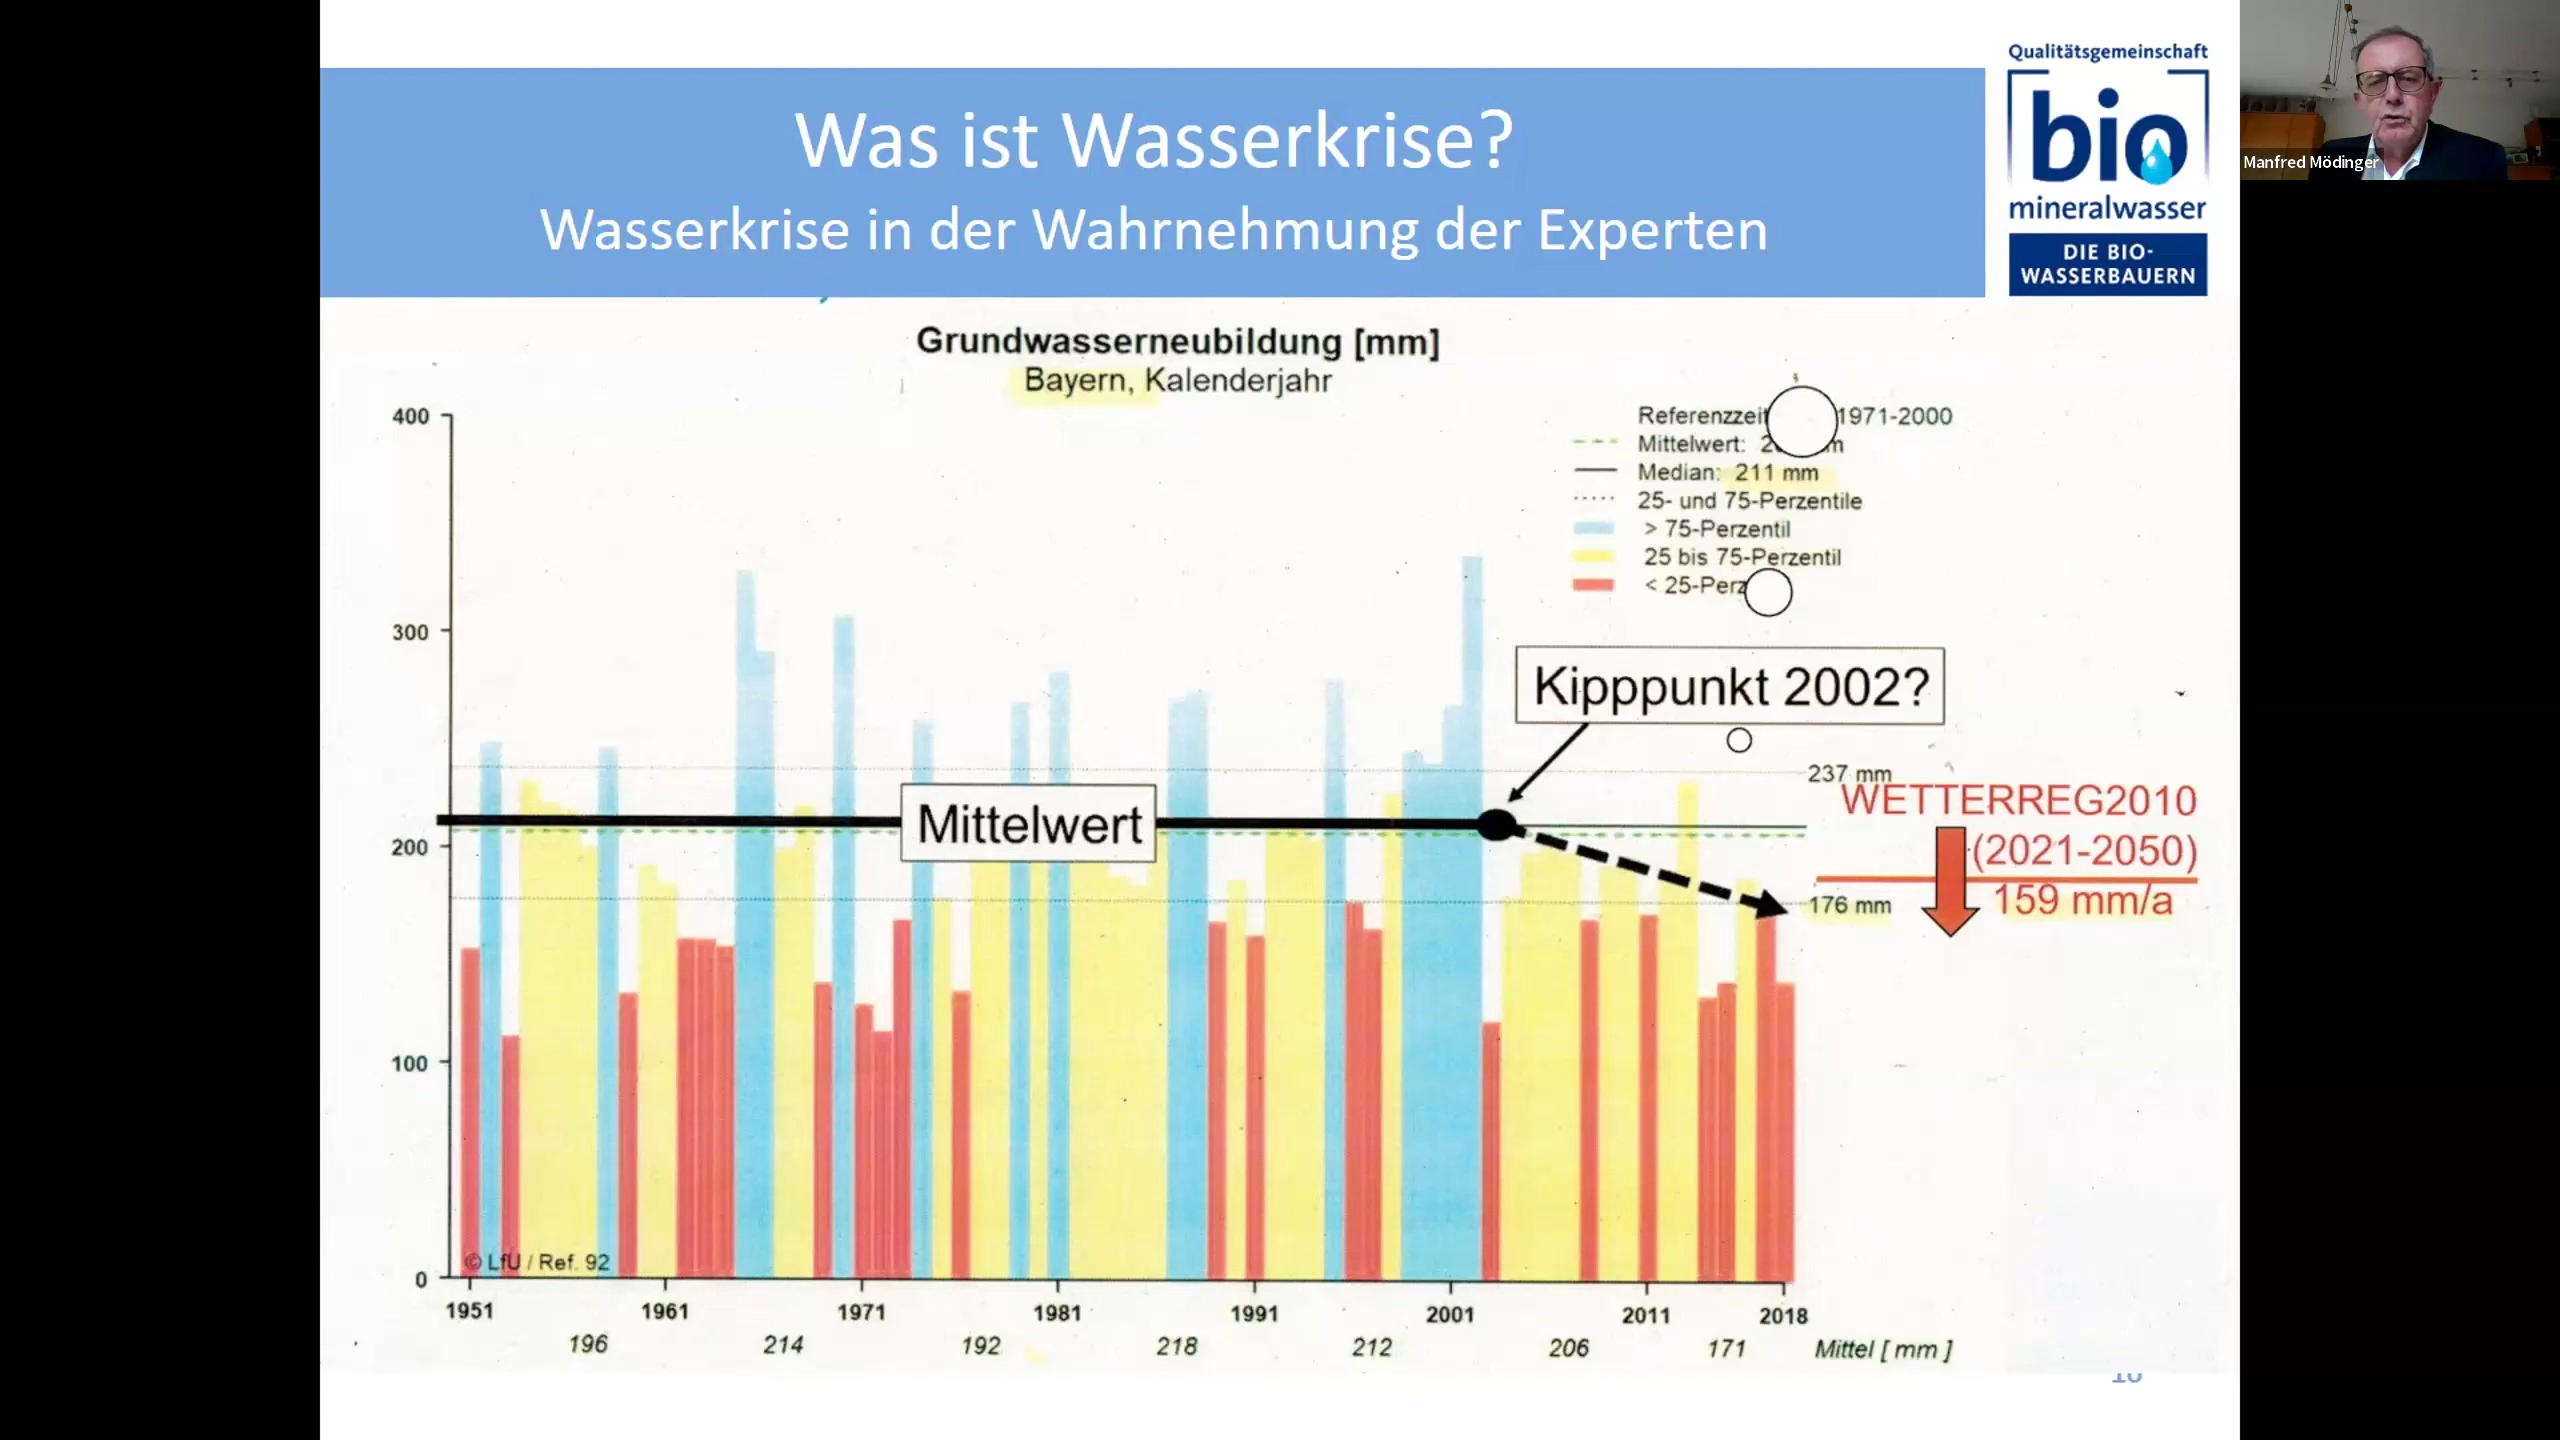 Was ist Wasserkrise?
Wasserkrise in der Wahrnehmung der Experten
Qualitätsgemeinschaft
bio
mineralwasser
DIE BIO-
WASSERBAUERN
Manfred Mödinger
Grundwasserneubildung [mm]
Bayern, Kalenderjahr
400
300
200
100
0
Referenzzeit 1971-2000
Mittelwert:
Median: 211 mm
25- und 75-Perzentile
> 75-Perzentil
25 bis 75-Perzentil
< 25-Perz
Kipppunkt 2002?
Mittelwert
237 mm
WETTERREG2010
(2021-2050)
176 mm
159 mm/a
© LfU / Ref. 92
1951 1961 1971 1981 1991 2001 2011 2018
196 214 192 218 212 206 171 Mittel [ mm ]